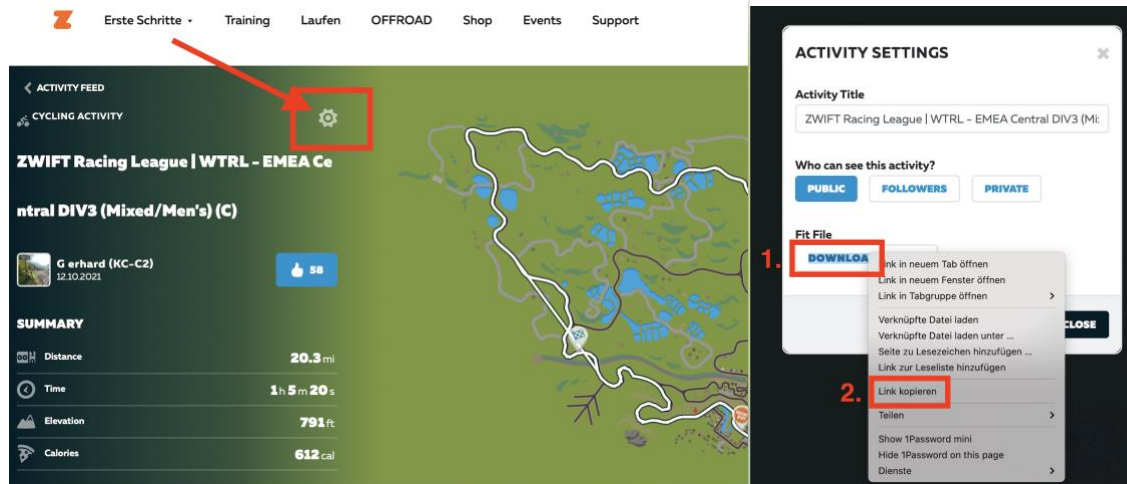 Erste Schritte
Training
Laufen
OFFROAD
Shop
Events
Support
ACTIVITY FEED
CYCLING ACTIVITY
ZWIFT Racing League | WTRL - EMEA Ce
ntral DIV3 (Mixed/Men's) (C)
G erhard (KC-C2)
12.10.2021
58
SUMMARY
Distance 20.3 mi
Time 1 h 5 m 20 s
Elevation 791 ft
Calories 612 cal
ACTIVITY SETTINGS
Activity Title
ZWIFT Racing League | WTRL - EMEA Central DIV3 (Mi:
Who can see this activity?
PUBLIC FOLLOWERS PRIVATE
Fit File
1. DOWNLOA
Link in neuem Tab öffnen
Link in neuem Fenster öffnen
Link in Tabgruppe öffnen
Verknüpfte Datei laden
Verknüpfte Datei laden unter ...
CLOSE
Seite zu Lesezeichen hinzufügen ...
Link zur Leseliste hinzufügen
2. Link kopieren
Teilen
Show 1Password mini
Hide 1Password on this page
Dienste